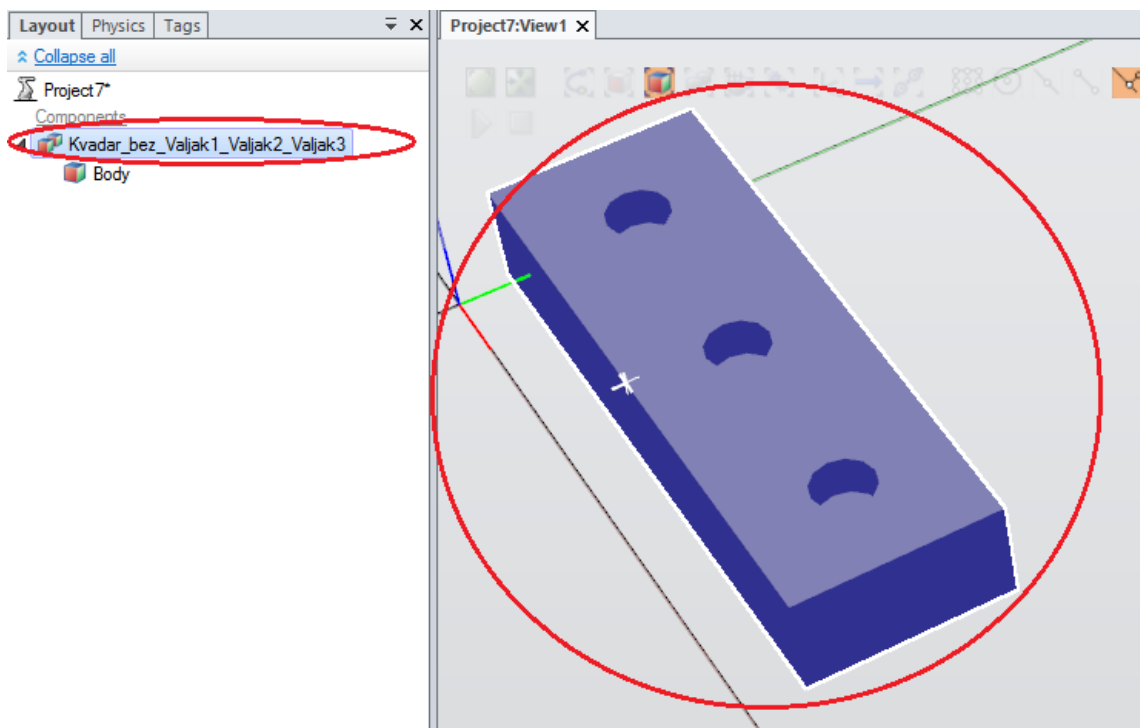 Layout Physics Tags
Project7:View1
Collapse all
Project7*
Components
Kvadar_bez_Valjak1_Valjak2_Valjak3
Body